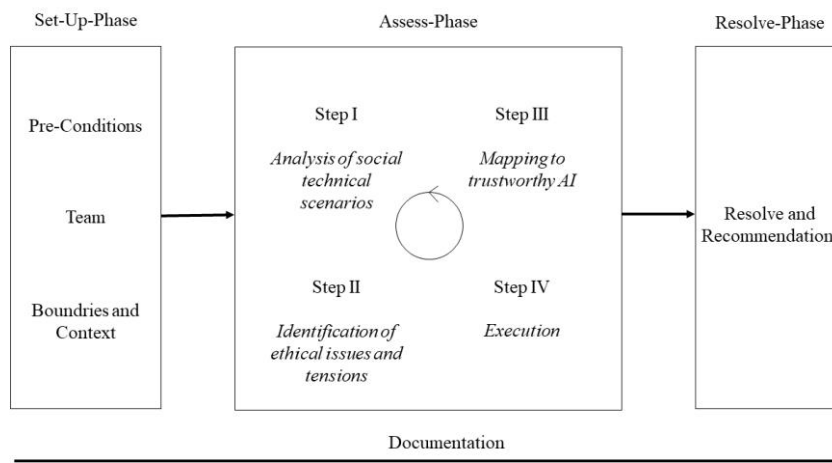 Set-Up-Phase
Assess-Phase
Resolve-Phase
Pre-Conditions
Team
Boundries and
Context
Step I
Analysis of social
technical
scenarios
Step II
Identification of
ethical issues and
tensions
Step III
Mapping to
trustworthy AI
Step IV
Execution
Resolve and
Recommendation
Documentation